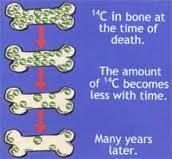 ¹⁴C in bone at
the time of
death.
The amount
of ¹⁴C becomes
less with time.
Many years
later.